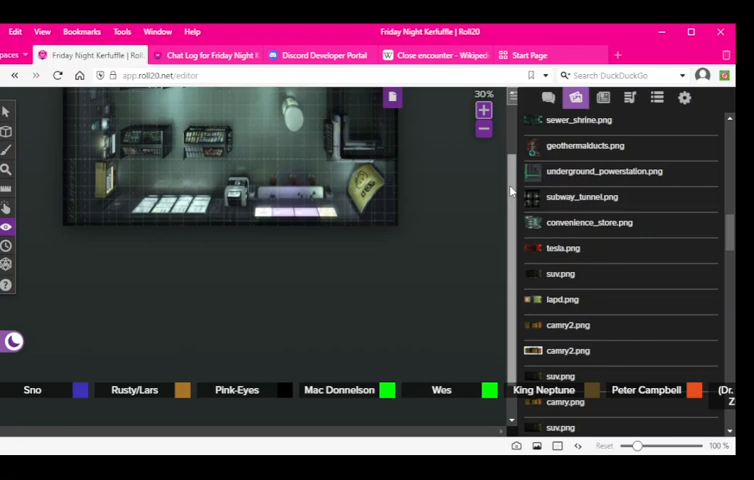 Edit View Bookmarks Tools Window Help Friday Night Kerfuffle | Roll20
paces Friday Night Kerfuffle | Roll Chat Log for Friday Night K Discord Developer Portal Close encounter - Wikiped Start Page
app.roll20.net/editor Search DuckDuckGo
30%
sewer_shrine.png
geothermalducts.png
underground_powerstation.png
subway_tunnel.png
convenience_store.png
tesla.png
suv.png
lapd.png
camry2.png
camry2.png
suv.png
Sno Rusty/Lars Pink-Eyes Mac Donnelson Wes King Neptune Peter Campbell (Dr.
Z
camry.png
suv.png
Reset 100 %